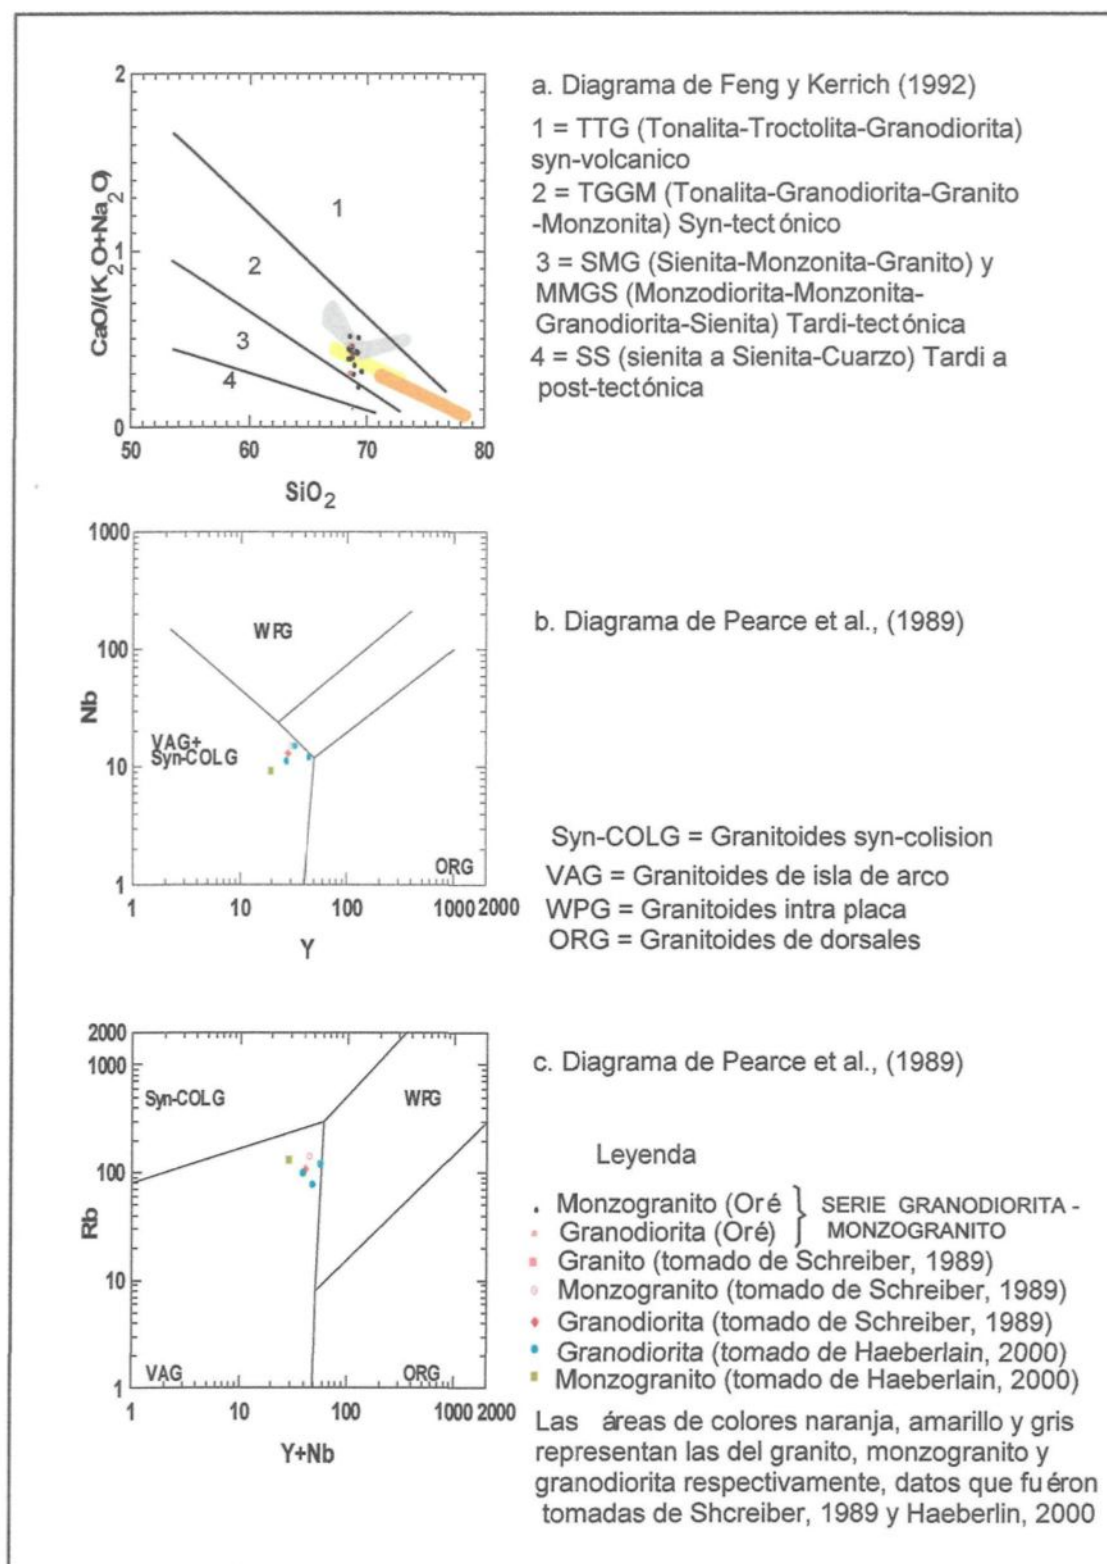 a. Diagrama de Feng y Kerrich (1992)
1 = TTG (Tonalita-Troctolita-Granodiorita)
syn-volcanico
2 = TGGM (Tonalita-Granodiorita-Granito
-Monzonita) Syn-tectónico
3 = SMG (Sienita-Monzonita-Granito) y
MMGS (Monzodiorita-Monzonita-
Granodiorita-Sienita) Tardi-tectónica
4 = SS (sienita a Sienita-Cuarzo) Tardi a
post-tectónica
CaO/(K2O+Na2O)
2
1
0
1
2
3
4
50
60
70
80
SiO2
b. Diagrama de Pearce et al., (1989)
Nb
1000
100
10
1
WPG
VAG+
Syn-COLG
ORG
1
10
100
1000 2000
Y
Syn-COLG = Granitoides syn-colision
VAG = Granitoides de isla de arco
WPG = Granitoides intra placa
ORG = Granitoides de dorsales
c. Diagrama de Pearce et al., (1989)
Rb
2000
1000
100
10
1
Syn-COLG
WPG
VAG
ORG
1
10
100
1000 2000
Y+Nb
Leyenda
Monzogranito (Oré
Granodiorita (Oré)
} SERIE GRANODIORITA -
MONZOGRANITO
Granito (tomado de Schreiber, 1989)
Monzogranito (tomado de Schreiber, 1989)
Granodiorita (tomado de Schreiber, 1989)
Granodiorita (tomado de Haeberlain, 2000)
Monzogranito (tomado de Haeberlain, 2000)
Las áreas de colores naranja, amarillo y gris
representan las del granito, monzogranito y
granodiorita respectivamente, datos que fuéron
tomadas de Shcreiber, 1989 y Haeberlin, 2000